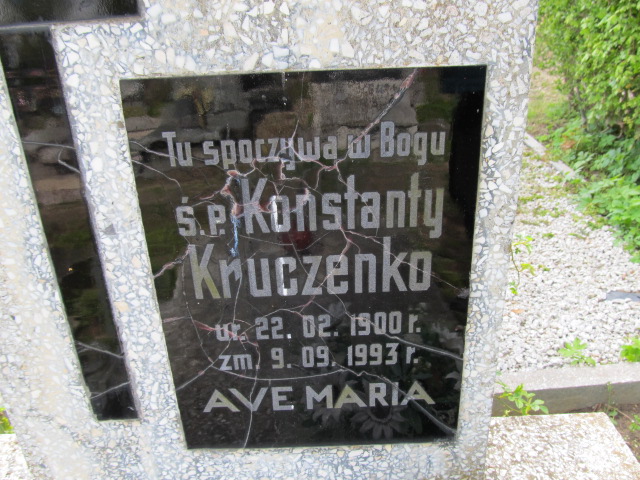 Tu spoczywa w Bogu
ś.p. Konstanty
Kruczenko
ur. 22. 02. 1900 r.
zm. 9. 09. 1993 r.
AVE MARIA